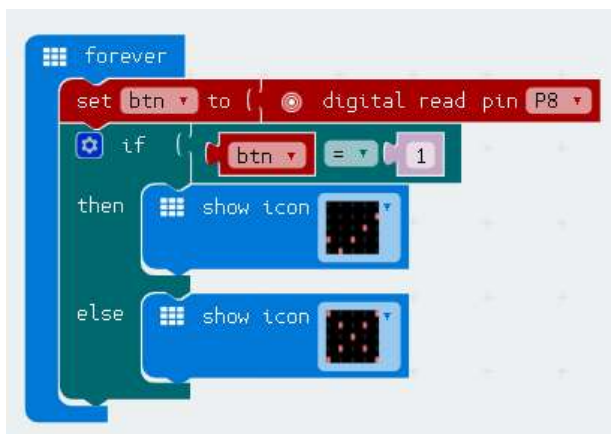 forever
set btn to ( digital read pin P8
if ( btn = 1
then show icon
else show icon